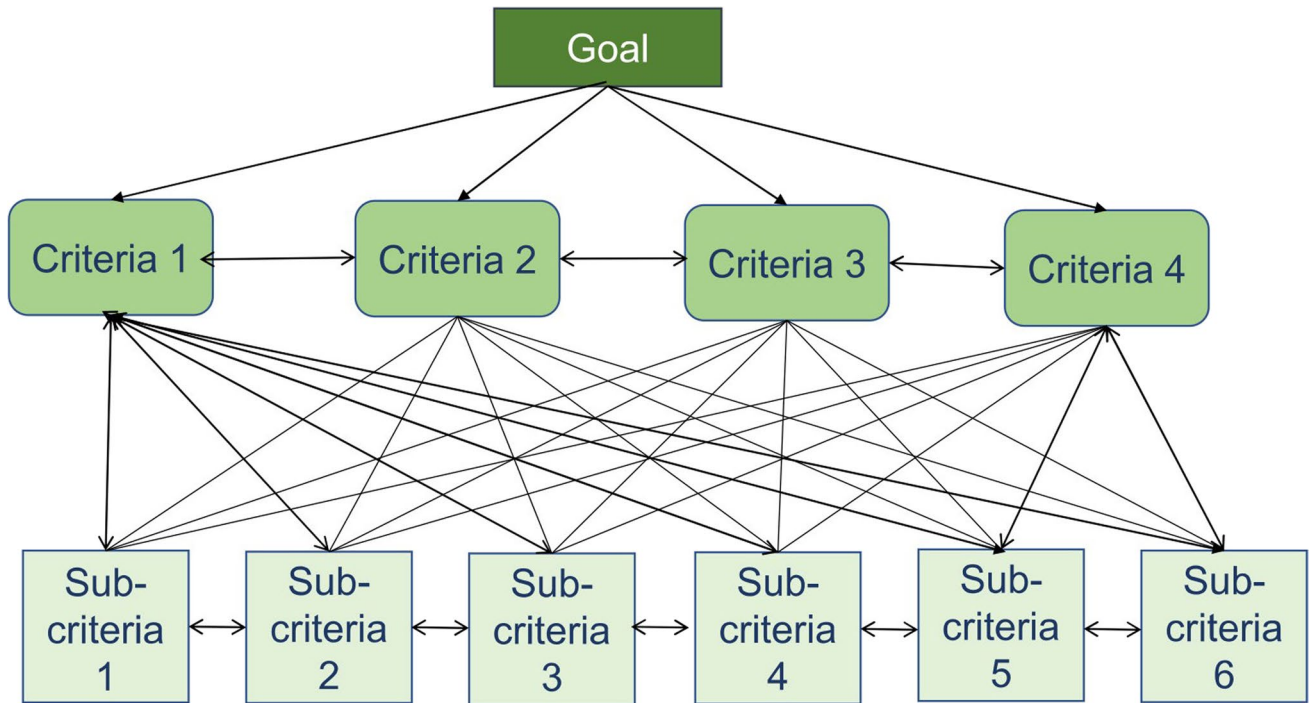 Goal
Criteria 1
Criteria 2
Criteria 3
Criteria 4
Sub-
criteria
1
Sub-
criteria
2
Sub-
criteria
3
Sub-
criteria
4
Sub-
criteria
5
Sub-
criteria
6